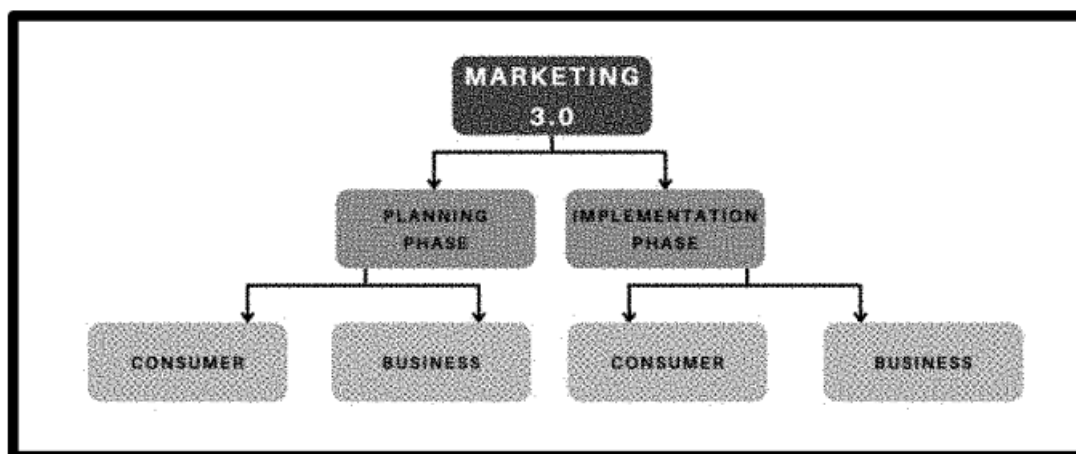 MARKETING
3.0
PLANNING
PHASE
IMPLEMENTATION
PHASE
CONSUMER
BUSINESS
CONSUMER
BUSINESS